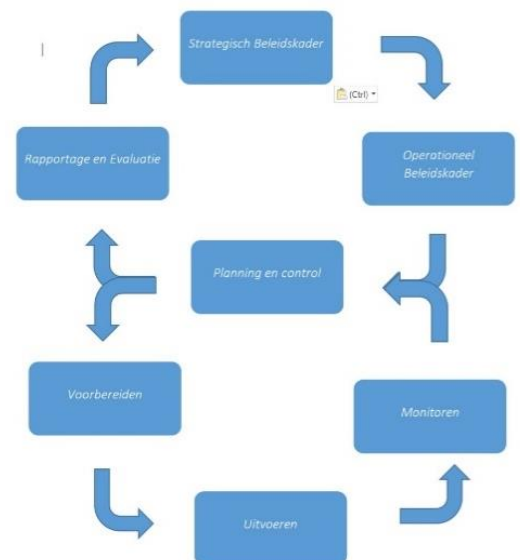 Strategisch Beleidskader
(Ctrl)
Rapportage en Evaluatie
Operationeel
Beleidskader
Planning en control
Voorbereiden
Monitoren
Uitvoeren